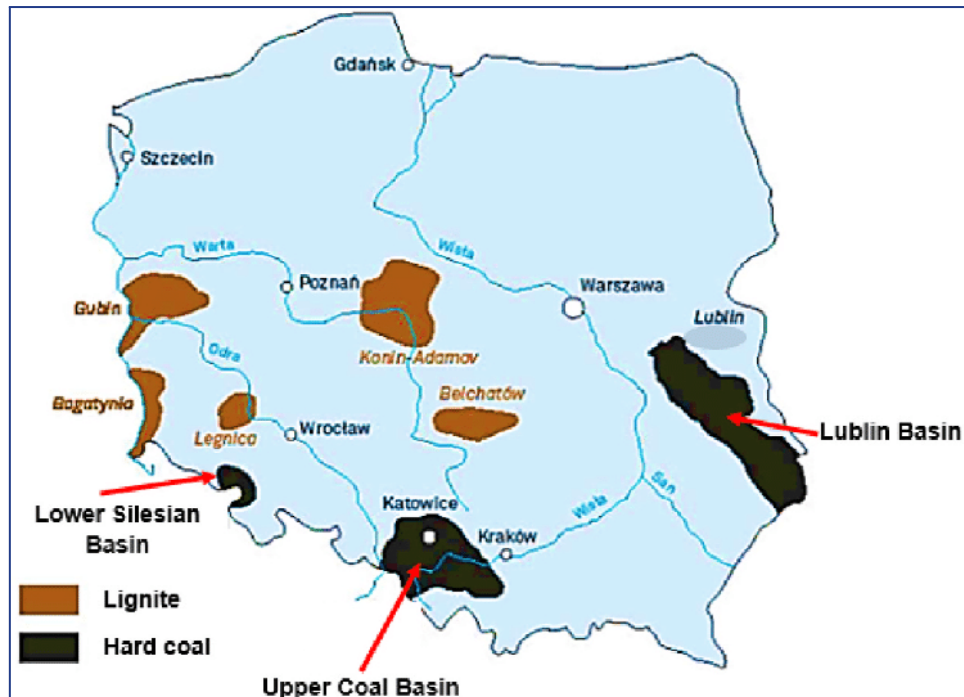 Gdańsk
Szczecin
Warta
Wisła
Poznań
Warszawa
Gubin
Lublin
Odra
Konin-Adamov
Bogatynia
Bełchatów
Legnica
Wrocław
Lublin Basin
Lower Silesian
Basin
Katowice
Wisła
San
Kraków
Lignite
Hard coal
Upper Coal Basin